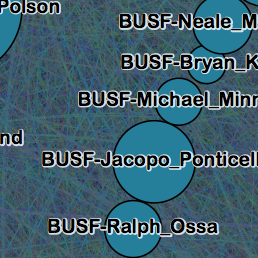 Polson
BUSF-Neale_M
BUSF-Bryan_K
BUSF-Michael_Minn
nd
BUSF-Jacopo_Ponticell
BUSF-Ralph_Ossa